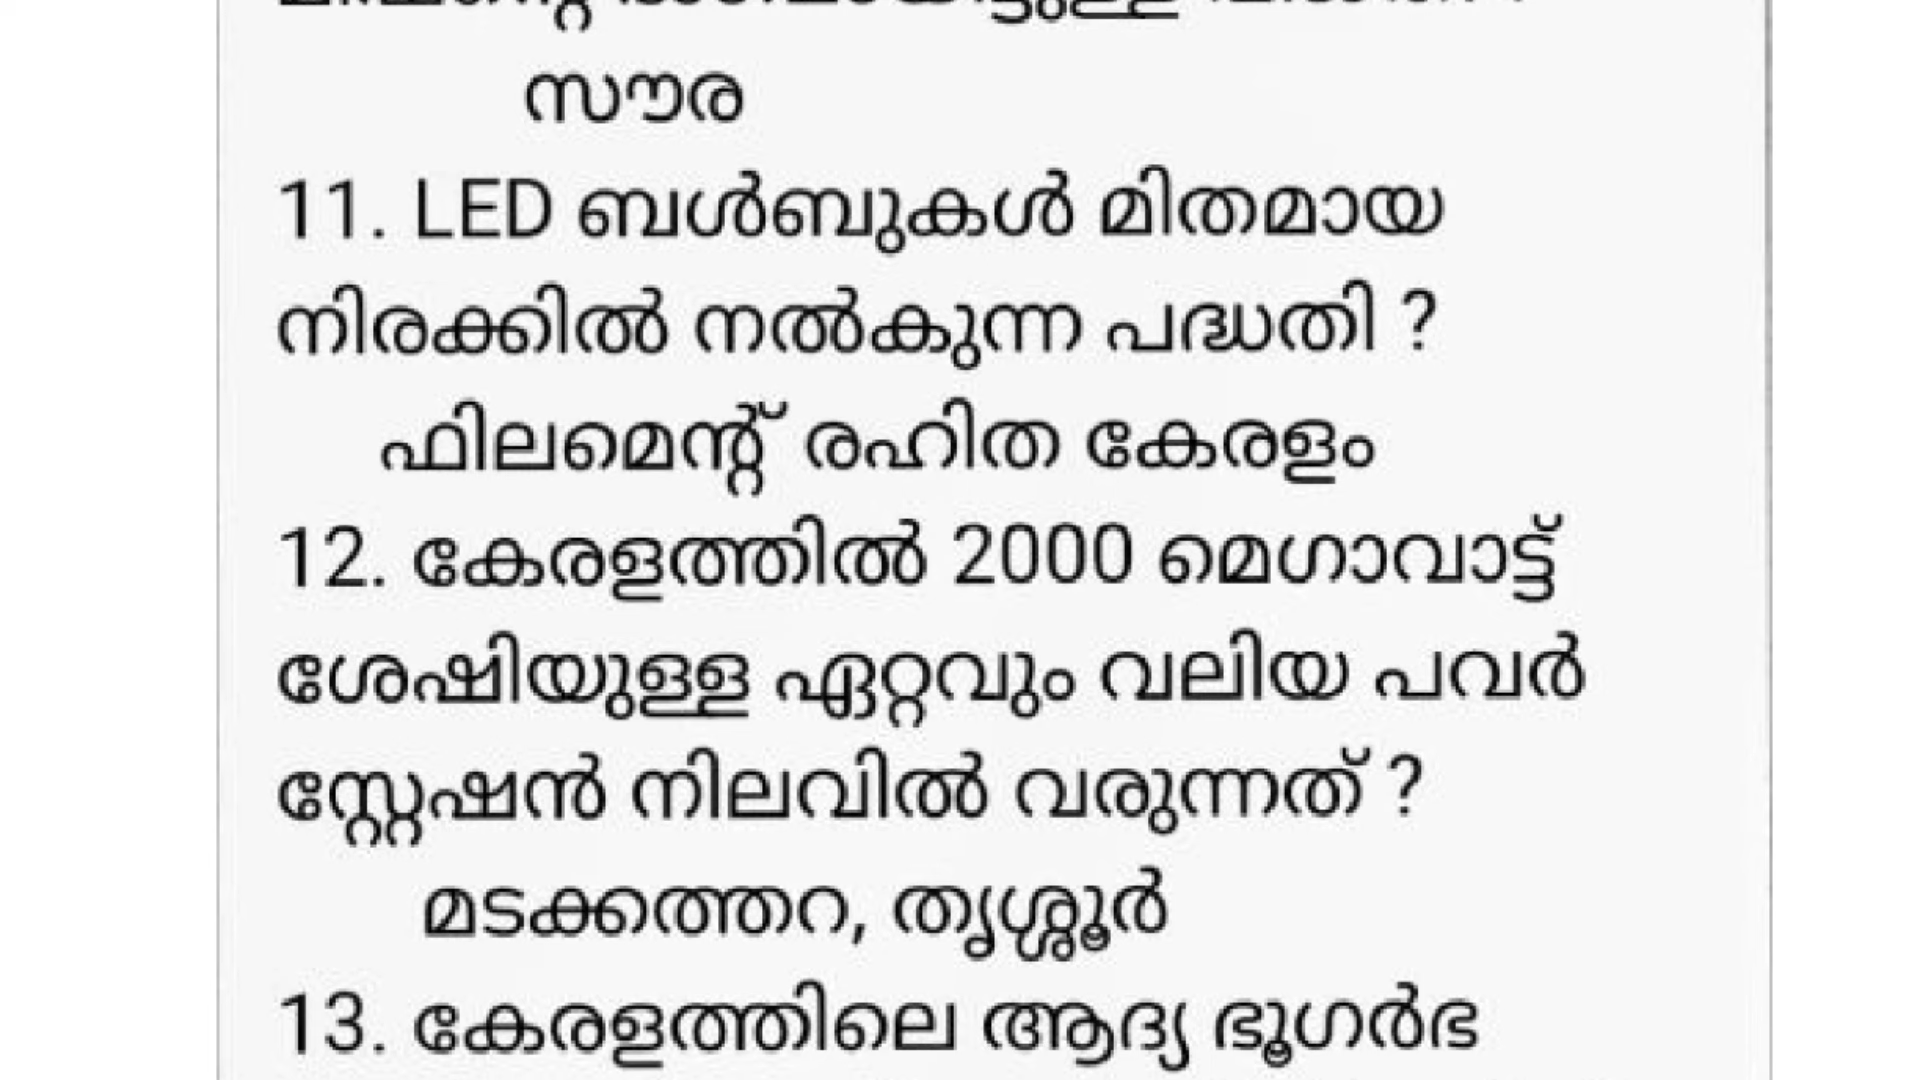 സൗര
11. LED ബൾബുകൾ മിതമായ
നിരക്കിൽ നൽകുന്ന പദ്ധതി ?
ഫിലമെന്റ് രഹിത കേരളം
12. കേരളത്തിൽ 2000 മെഗാവാട്ട്
ശേഷിയുള്ള ഏറ്റവും വലിയ പവർ
സ്റ്റേഷൻ നിലവിൽ വരുന്നത് ?
മടക്കത്തറ, തൃശ്ശൂർ
13. കേരളത്തിലെ ആദ്യ ഭൂഗർഭ